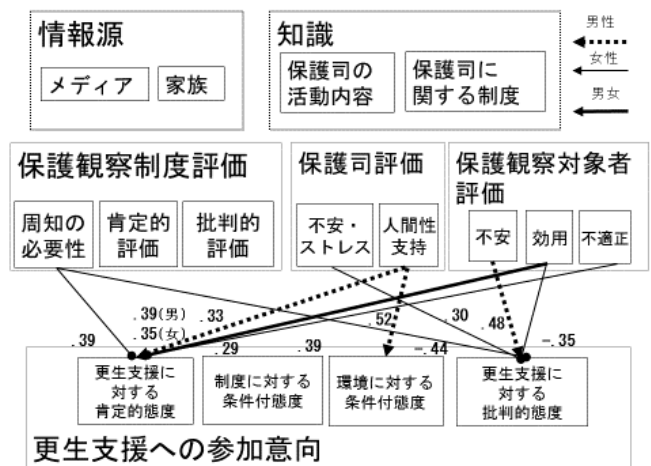 情報源
メディア
家族
知識
保護司の
活動内容
保護司に
関する制度
男性
女性
男女
保護観察制度評価
周知の
必要性
肯定的
評価
批判的
評価
保護司評価
不安・
ストレス
人間性
支持
保護観察対象者
評価
不安
効用
不適正
.39
.39(男)
.35(女)
.33
.29
.39
.52
-.44
.30
.48
-.35
更生支援に
対する
肯定的態度
制度に対する
条件付態度
環境に対する
条件付態度
更生支援に
対する
批判的態度
更生支援への参加意向